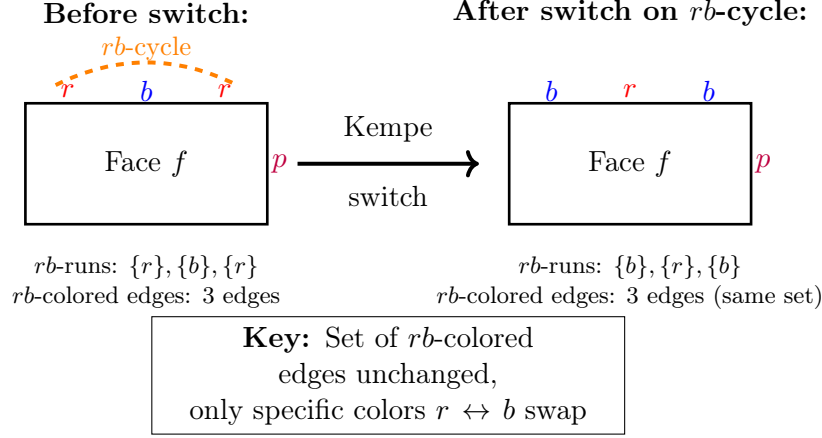 Before switch:
After switch on rb-cycle:
rb-cycle
r b r
b r b
Face f
p
Kempe
switch
Face f
p
rb-runs: {r}, {b}, {r}
rb-colored edges: 3 edges
rb-runs: {b}, {r}, {b}
rb-colored edges: 3 edges (same set)
Key: Set of rb-colored
edges unchanged,
only specific colors r ↔ b swap